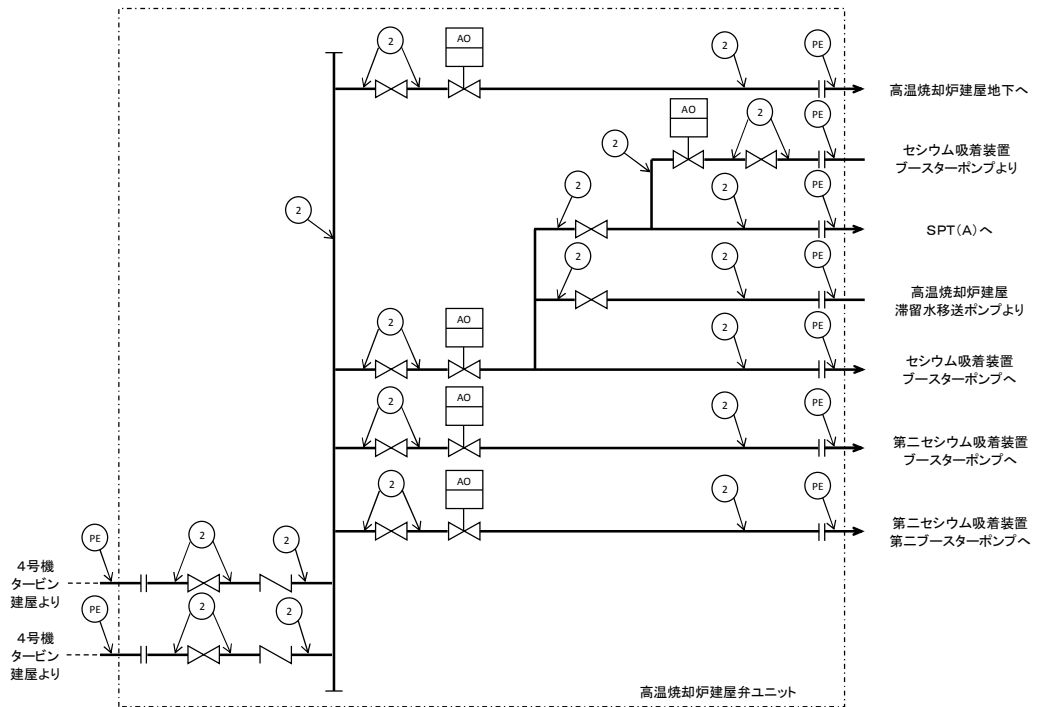 2
AO
2
PE
高温焼却炉建屋地下へ
AO
2
PE
2
セシウム吸着装置
ブースターポンプより
2
2
2
PE
SPT(A)へ
2
2
PE
高温焼却炉建屋
滞留水移送ポンプより
2
AO
2
PE
セシウム吸着装置
ブースターポンプへ
2
AO
2
PE
第二セシウム吸着装置
ブースターポンプへ
2
AO
2
PE
第二セシウム吸着装置
第二ブースターポンプへ
PE
2
2
4号機
タービン
建屋より
PE
2
2
4号機
タービン
建屋より
高温焼却炉建屋弁ユニット